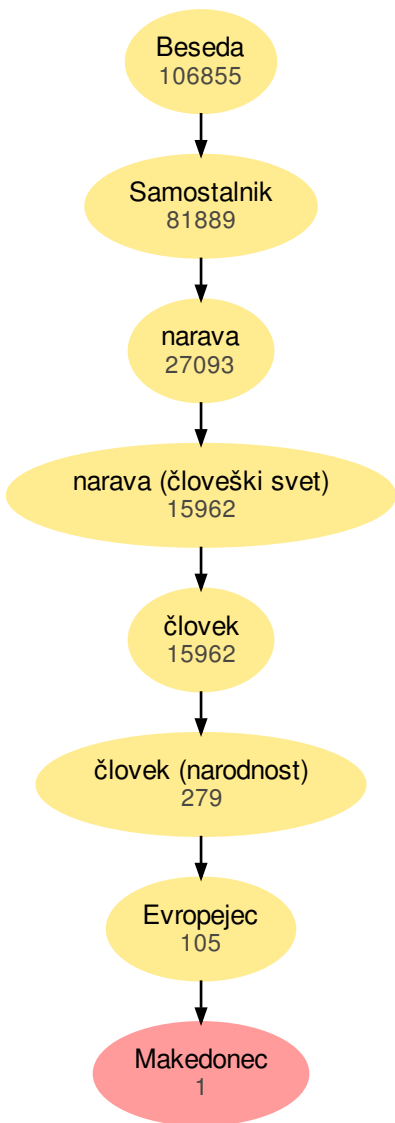 Beseda
106855
Samostalnik
81889
narava
27093
narava (človeški svet)
15962
človek
15962
človek (narodnost)
279
Evropejec
105
Makedonec
1